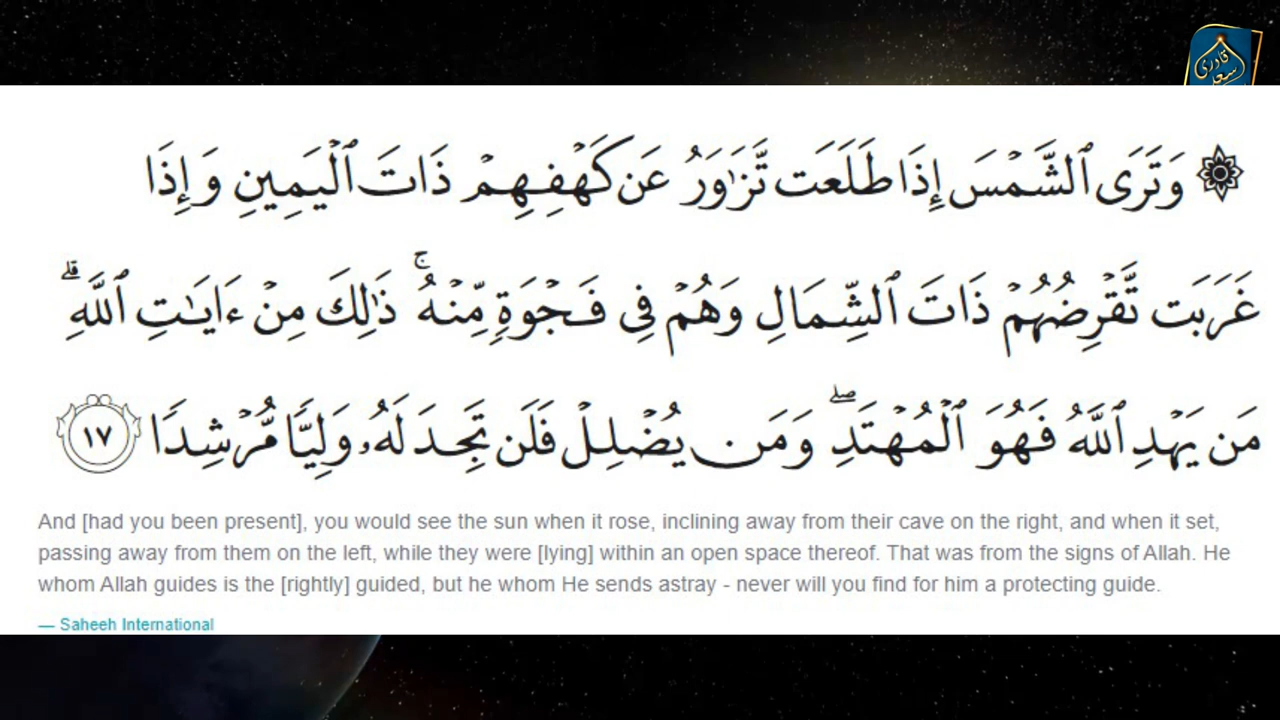 قادری
سعد
۞ وَتَرَى ٱلشَّمْسَ إِذَا طَلَعَت تَّزَٰوَرُ عَن كَهْفِهِمْ ذَاتَ ٱلْيَمِينِ وَإِذَا
غَرَبَت تَّقْرِضُهُمْ ذَاتَ ٱلشِّمَالِ وَهُمْ فِى فَجْوَةٍ مِّنْهُ ۚ ذَٰلِكَ مِنْ ءَايَـٰتِ ٱللَّهِ ۗ
مَن يَهْدِ ٱللَّهُ فَهُوَ ٱلْمُهْتَدِ ۖ وَمَن يُضْلِلْ فَلَن تَجِدَ لَهُۥ وَلِيًّا مُّرْشِدًا ١٧
And [had you been present], you would see the sun when it rose, inclining away from their cave on the right, and when it set,
passing away from them on the left, while they were [lying] within an open space thereof. That was from the signs of Allah. He
whom Allah guides is the [rightly] guided, but he whom He sends astray - never will you find for him a protecting guide.
— Saheeh International